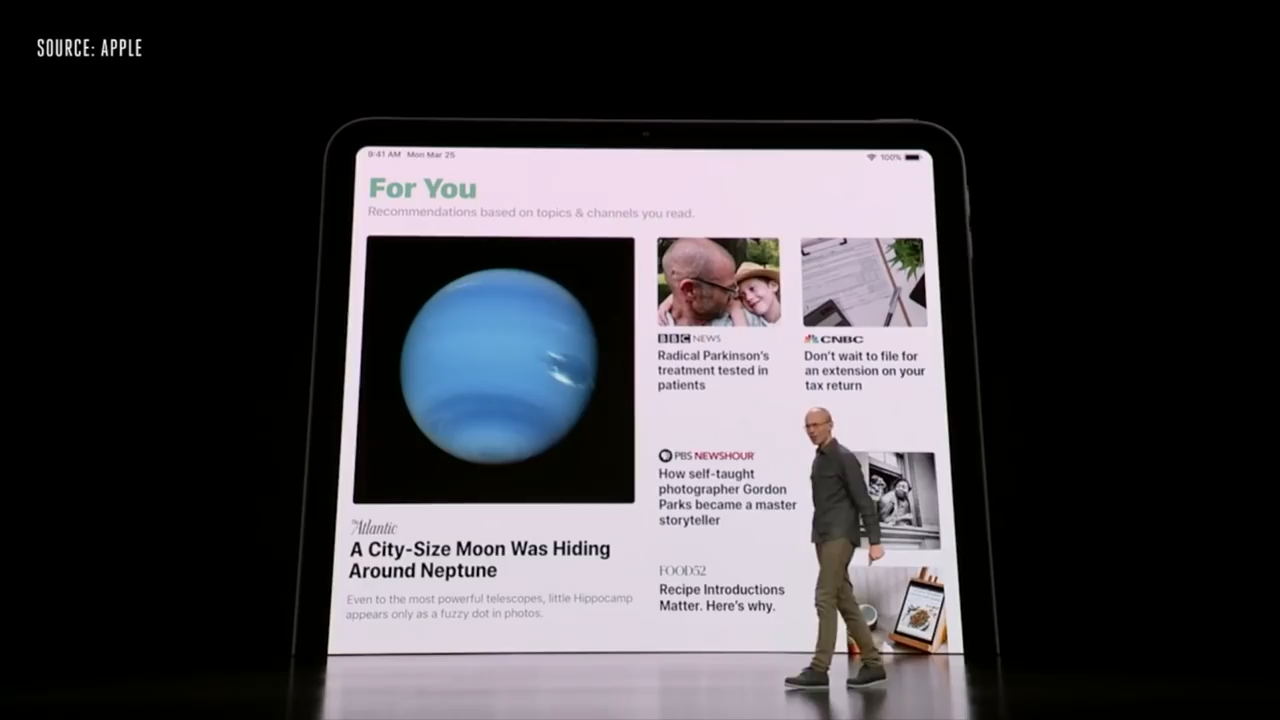 SOURCE: APPLE
9:41 AM Mon Mar 25
100%
For You
Recommendations based on topics & channels you read.
BBC NEWS
Radical Parkinson's
treatment tested in
patients
CNBC
Don't wait to file for
an extension on your
tax return
PBS NEWSHOUR
How self-taught
photographer Gordon
Parks became a master
storyteller
The Atlantic
A City-Size Moon Was Hiding
Around Neptune
Even to the most powerful telescopes, little Hippocamp
appears only as a fuzzy dot in photos.
FOOD52
Recipe Introductions
Matter. Here's why.